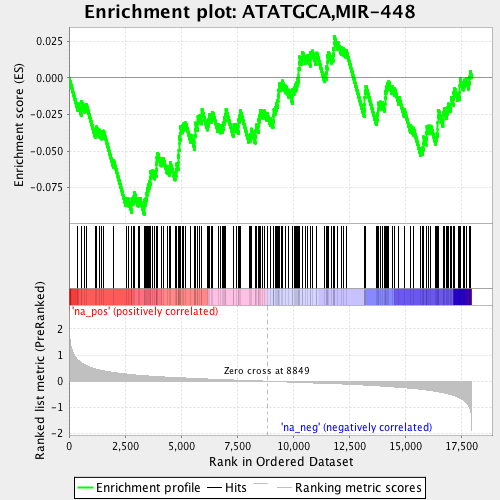 Enrichment plot: ATATGCA,MIR-448
Enrichment score (ES)
0.025
0.000
-0.025
-0.050
-0.075
Ranked list metric (PreRanked)
2
1
0
-1
-2
'na_pos' (positively correlated)
Zero cross at 8849
'na_neg' (negatively correlated)
0
2,500
5,000
7,500
10,000
12,500
15,000
17,500
Rank in Ordered Dataset
Enrichment profile
Hits
Ranking metric scores